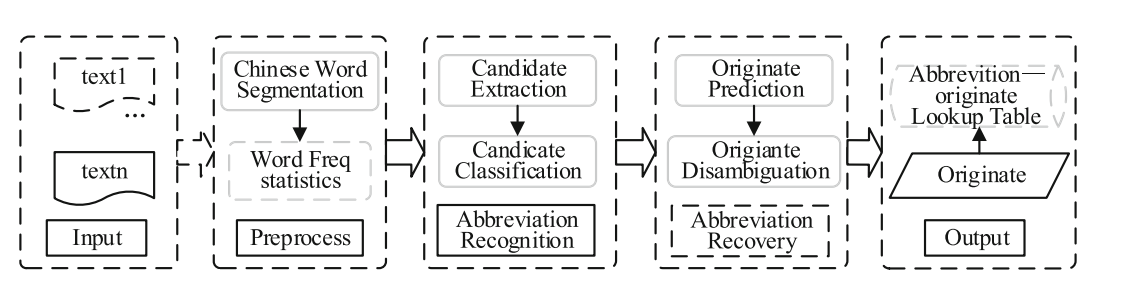 text1
...
textn
Input
Chinese Word
Segmentation
Word Freq
statistics
Preprocess
Candidate
Extraction
Candicate
Classification
Abbreviation
Recognition
Originate
Prediction
Origiante
Disambiguation
Abbreviation
Recovery
Abbrevition—
originate
Lookup Table
Originate
Output